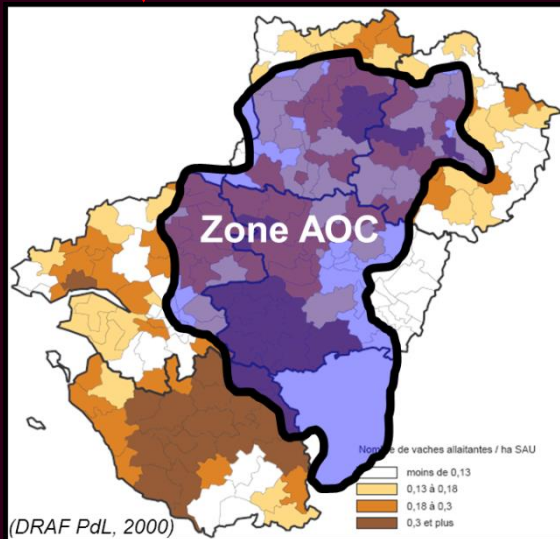 Zone AOC
Nombre de vaches allaitantes / ha SAU
moins de 0,13
0,13 à 0,18
0,18 à 0,3
0,3 et plus
(DRAF PdL, 2000)